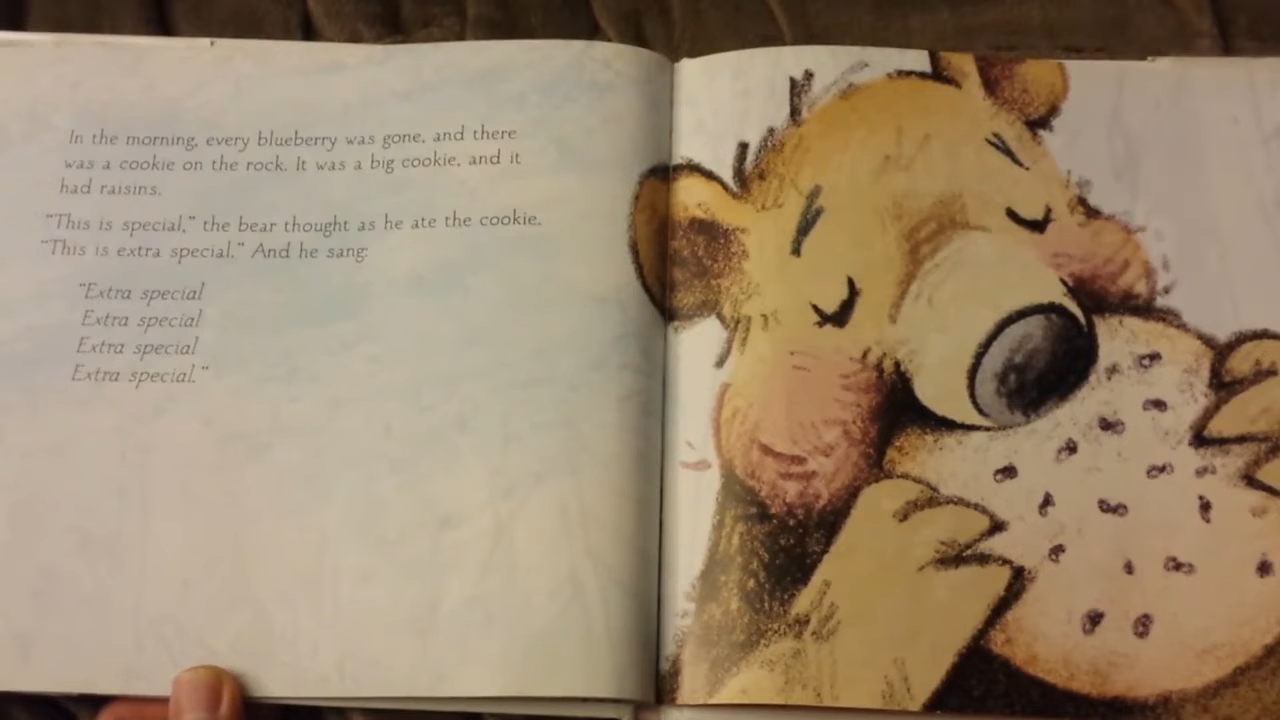 In the morning, every blueberry was gone, and there
was a cookie on the rock. It was a big cookie, and it
had raisins.
"This is special," the bear thought as he ate the cookie.
"This is extra special." And he sang:
"Extra special
Extra special
Extra special
Extra special."